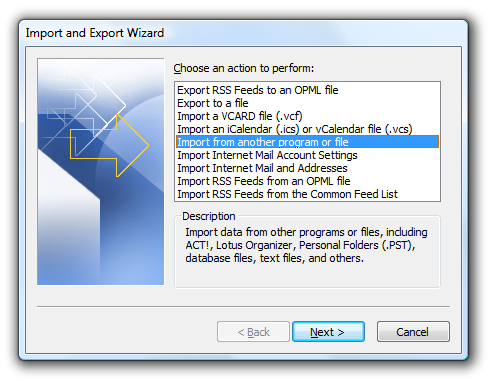 Import and Export Wizard
Choose an action to perform:
Export RSS Feeds to an OPML file
Export to a file
Import a VCARD file (.vcf)
Import an iCalendar (.ics) or vCalendar file (.vcs)
Import from another program or file
Import Internet Mail Account Settings
Import Internet Mail and Addresses
Import RSS Feeds from an OPML file
Import RSS Feeds from the Common Feed List
Description
Import data from other programs or files, including
ACT!, Lotus Organizer, Personal Folders (.PST),
database files, text files, and others.
< Back
Next >
Cancel